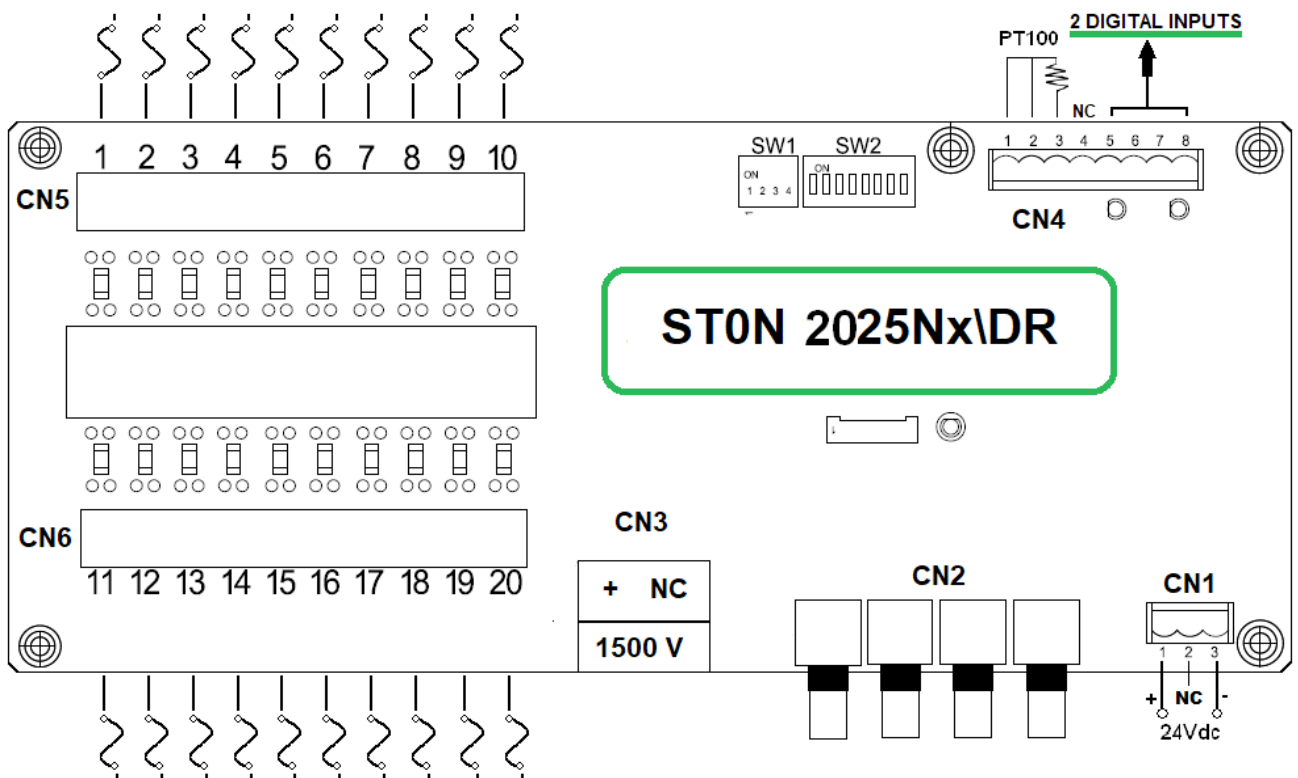 2 DIGITAL INPUTS
PT100
NC
1 2 3 4 5 6 7 8
CN4
SW1 SW2
ON
1 2 3 4
ON
1 2 3 4 5 6 7 8 9 10
CN5
ST0N 2025Nx\DR
CN6
11 12 13 14 15 16 17 18 19 20
CN3
+ NC
1500 V
CN2
CN1
1 2 3
+ NC -
24Vdc